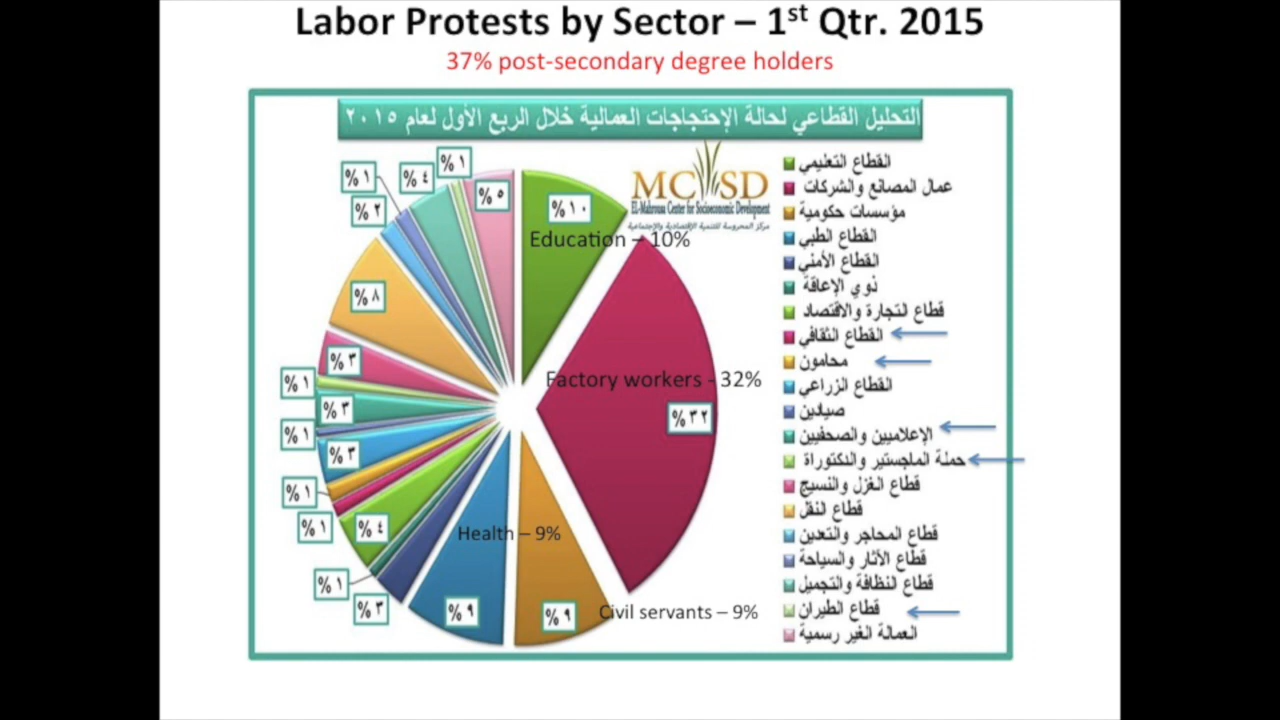 Labor Protests by Sector – 1st Qtr. 2015
37% post-secondary degree holders
التحليل القطاعي لحالة الإحتجاجات العمالية خلال الربع الأول لعام ٢٠١٥
MCSD
El-Mahrousa Center for Socioeconomic Development
مركز المحروسة للتنمية الإقتصادية والإجتماعية
% ١
% ٤
% ١
% ٢
% ٥
% ١٠
Education – 10%
% ٨
% ٣
% ١
Factory workers - 32%
% ٣
% ٣٢
% ١
% ٣
% ١
% ١
% ٤
Health – 9%
% ١
% ٣
% ٩
% ٩
Civil servants – 9%
القطاع التعليمي
عمال المصانع والشركات
مؤسسات حكومية
القطاع الطبي
القطاع الأمني
ذوي الإعاقة
قطاع التجارة والاقتصاد
القطاع الثقافي
محامون
القطاع الزراعي
صيادين
الإعلاميين والصحفيين
حملة الماجستير والدكتوراة
قطاع الغزل والنسيج
قطاع النقل
قطاع المحاجر والتعدين
قطاع الأثار والسياحة
قطاع النظافة والتجميل
قطاع الطيران
العمالة الغير رسمية